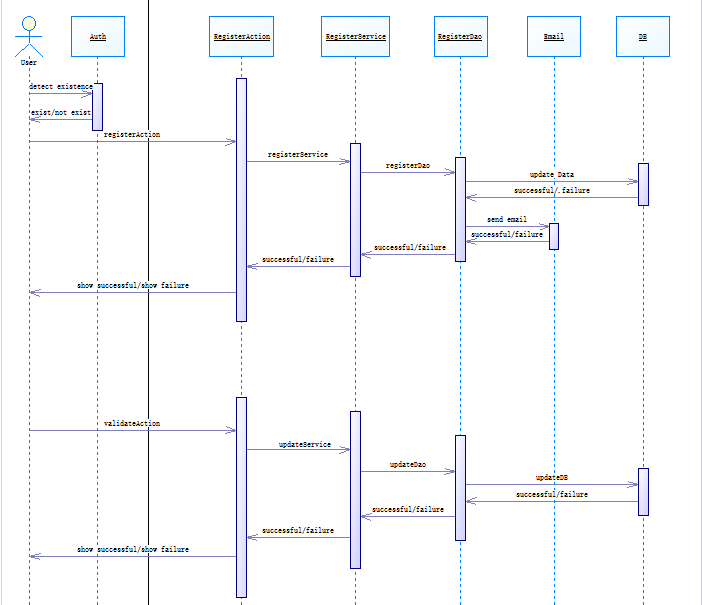 Auth
RegisterAction
RegisterService
RegisterDao
Email
DB
User
detect existence
exist/not exist
registerAction
registerService
registerDao
update Data
successful/.failure
send email
successful/failure
successful/failure
successful/failure
show successful/show failure
validateAction
updateService
updateDao
updateDB
successful/failure
successful/failure
successful/failure
show successful/show failure